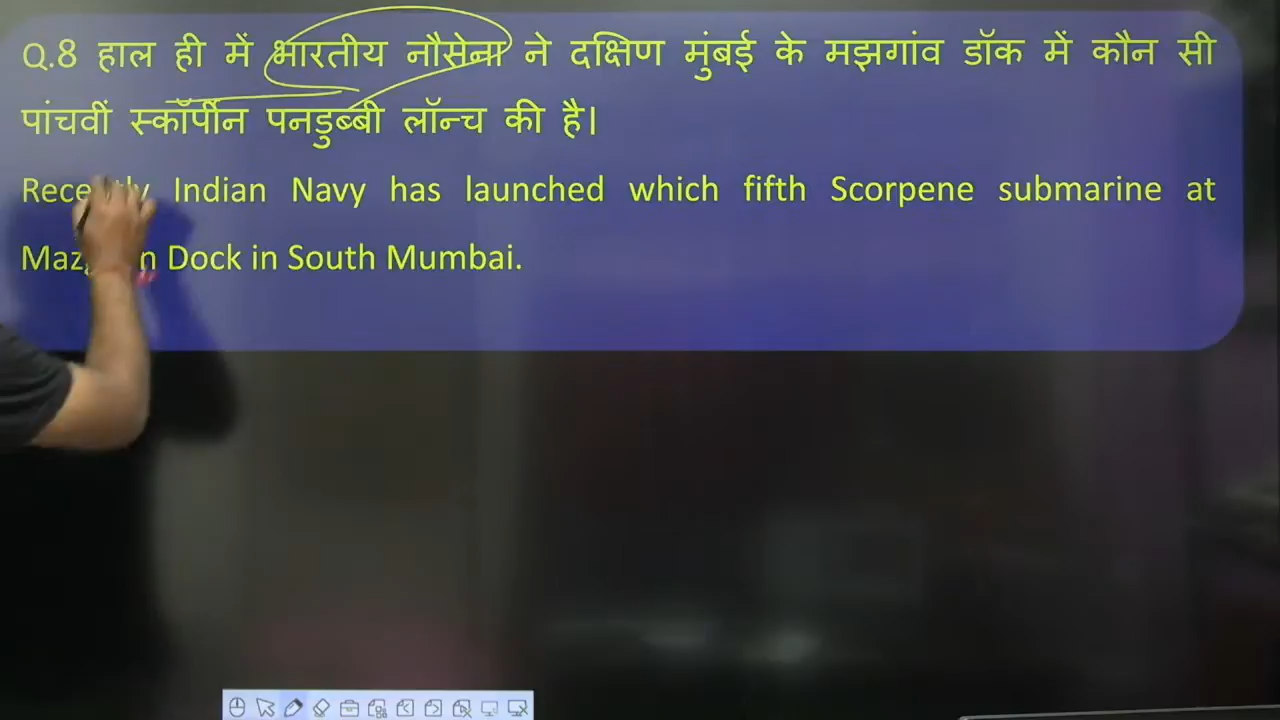 Q.8 हाल ही में भारतीय नौसेना ने दक्षिण मुंबई के मझगांव डॉक में कौन सी
पांचवीं स्कॉर्पीन पनडुब्बी लॉन्च की है।
Indian Navy has launched which fifth Scorpene submarine at
Dock in South Mumbai.